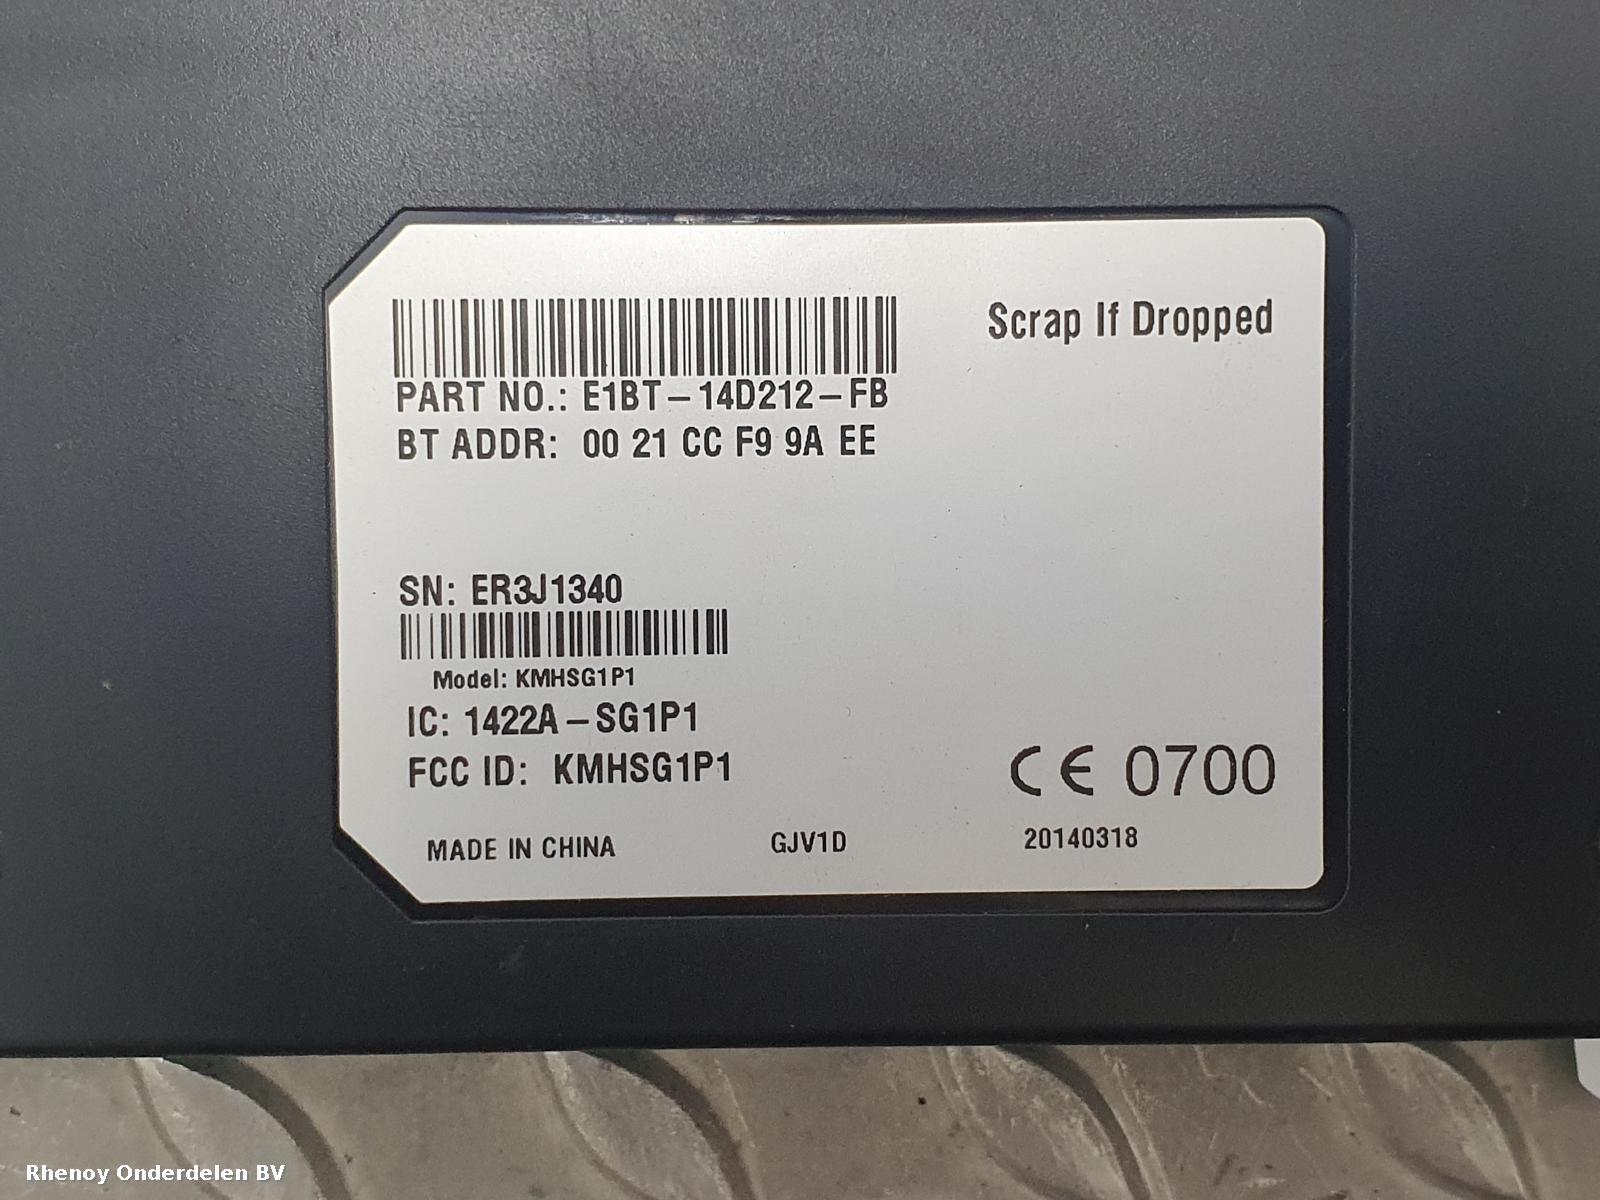 Scrap If Dropped
PART NO.: E1BT-14D212-FB
BT ADDR: 00 21 CC F9 9A EE
SN: ER3J1340
Model: KMHSG1P1
IC: 1422A-SG1P1
FCC ID: KMHSG1P1
CE 0700
MADE IN CHINA GJV1D 20140318
Rhenoy Onderdelen BV